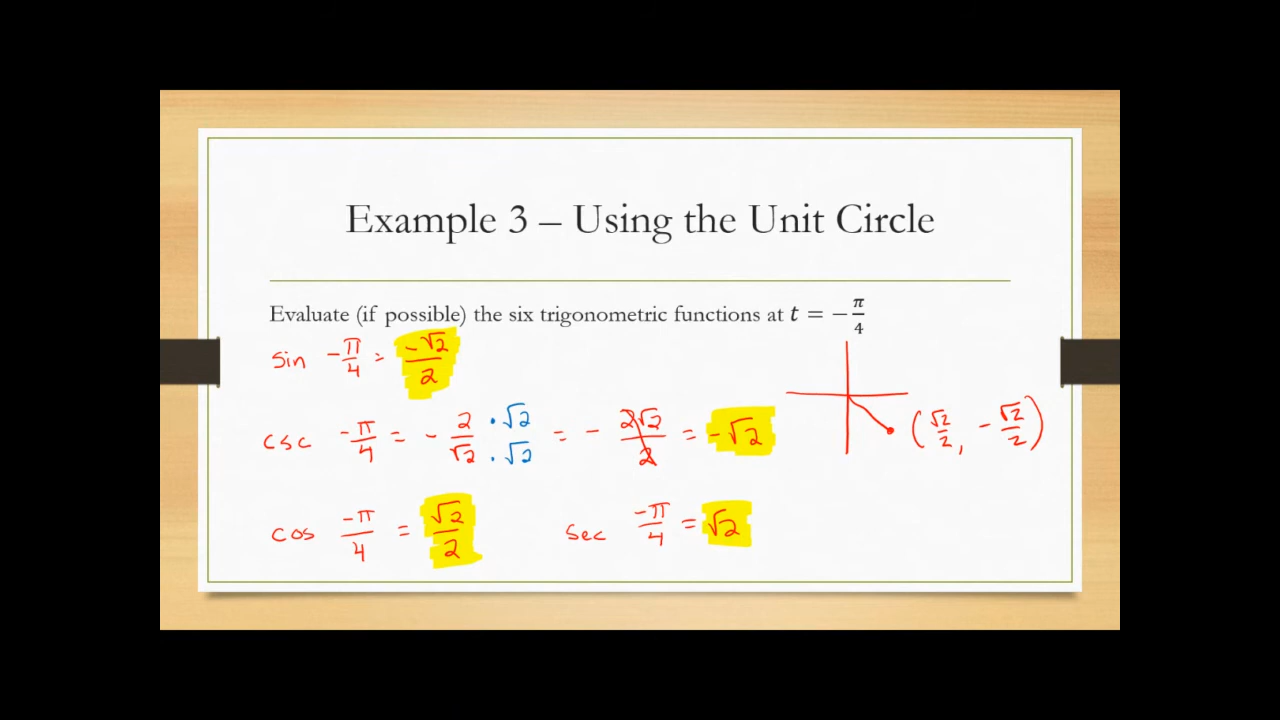 Example 3 – Using the Unit Circle
Evaluate (if possible) the six trigonometric functions at t = −π/4
sin -π/4 = -√2/2
csc -π/4 = - 2/√2 · √2/· √2 = - 2√2/2 = -√2
(√2/2, -√2/2)
cos -π/4 = √2/2 sec -π/4 = √2